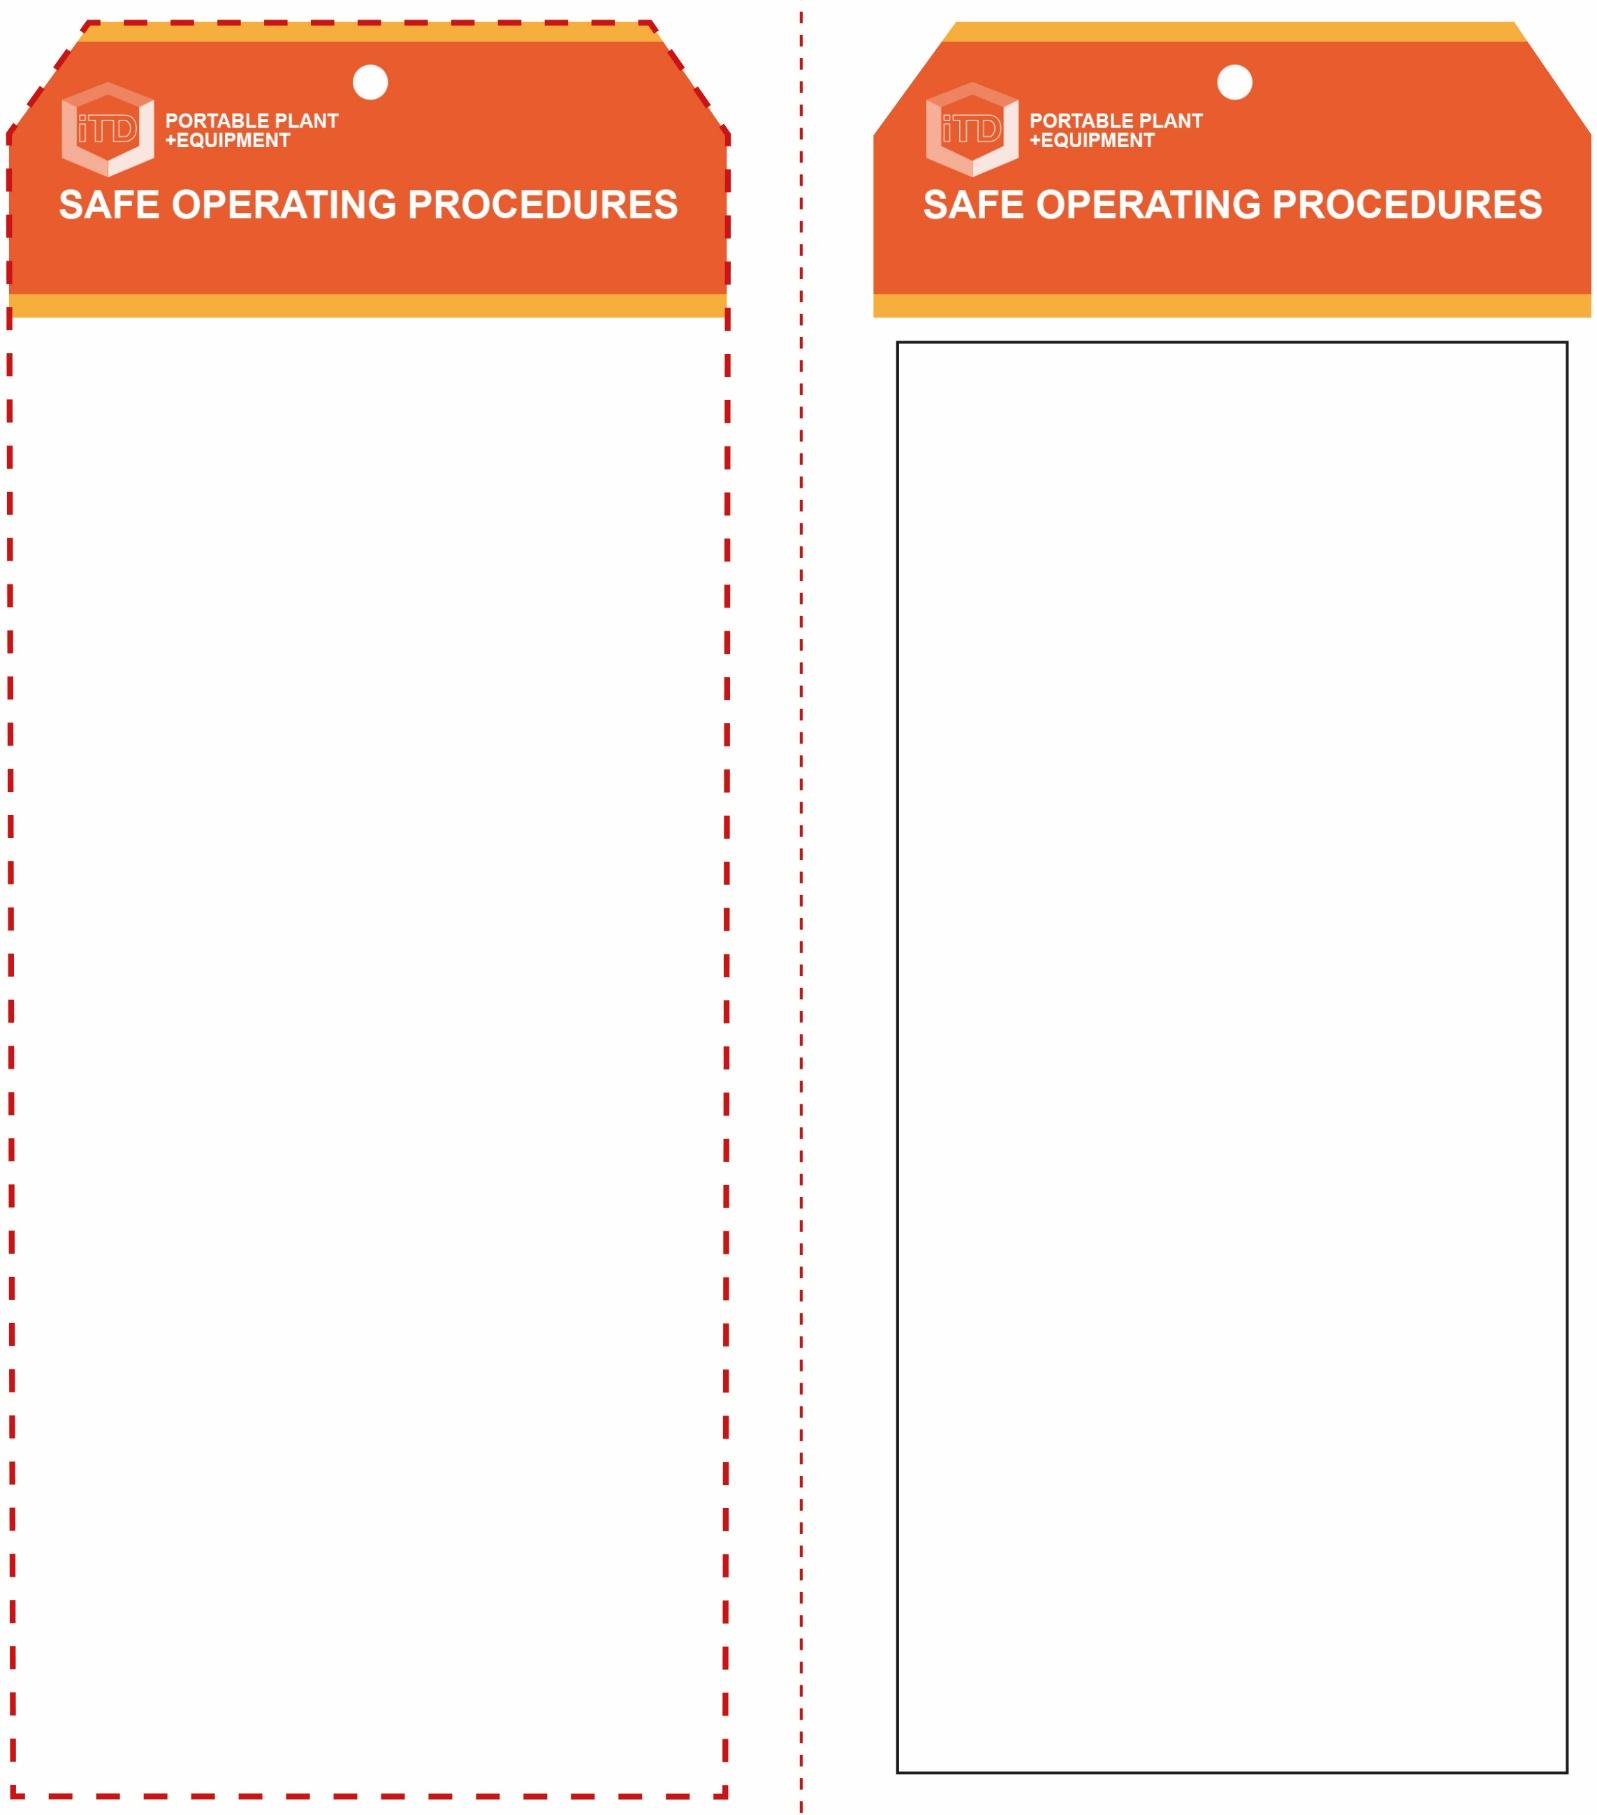 iTD
PORTABLE PLANT
+EQUIPMENT
SAFE OPERATING PROCEDURES
iTD
PORTABLE PLANT
+EQUIPMENT
SAFE OPERATING PROCEDURES